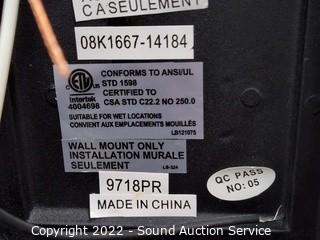 CA SEULEMENT
08K1667-14184
CONFORMS TO ANSI/UL
STD 1598
CERTIFIED TO
CSA STD C22.2 NO 250.0
ETL
Intertek
4004698
SUITABLE FOR WET LOCATIONS
CONVIENT AUX EMPLACEMENTS MOUILLÉS
LB121075
WALL MOUNT ONLY
INSTALLATION MURALE
SEULEMENT
LB-324
9718PR
MADE IN CHINA
QC PASS
NO: 05
Copyright 2022 - Sound Auction Service